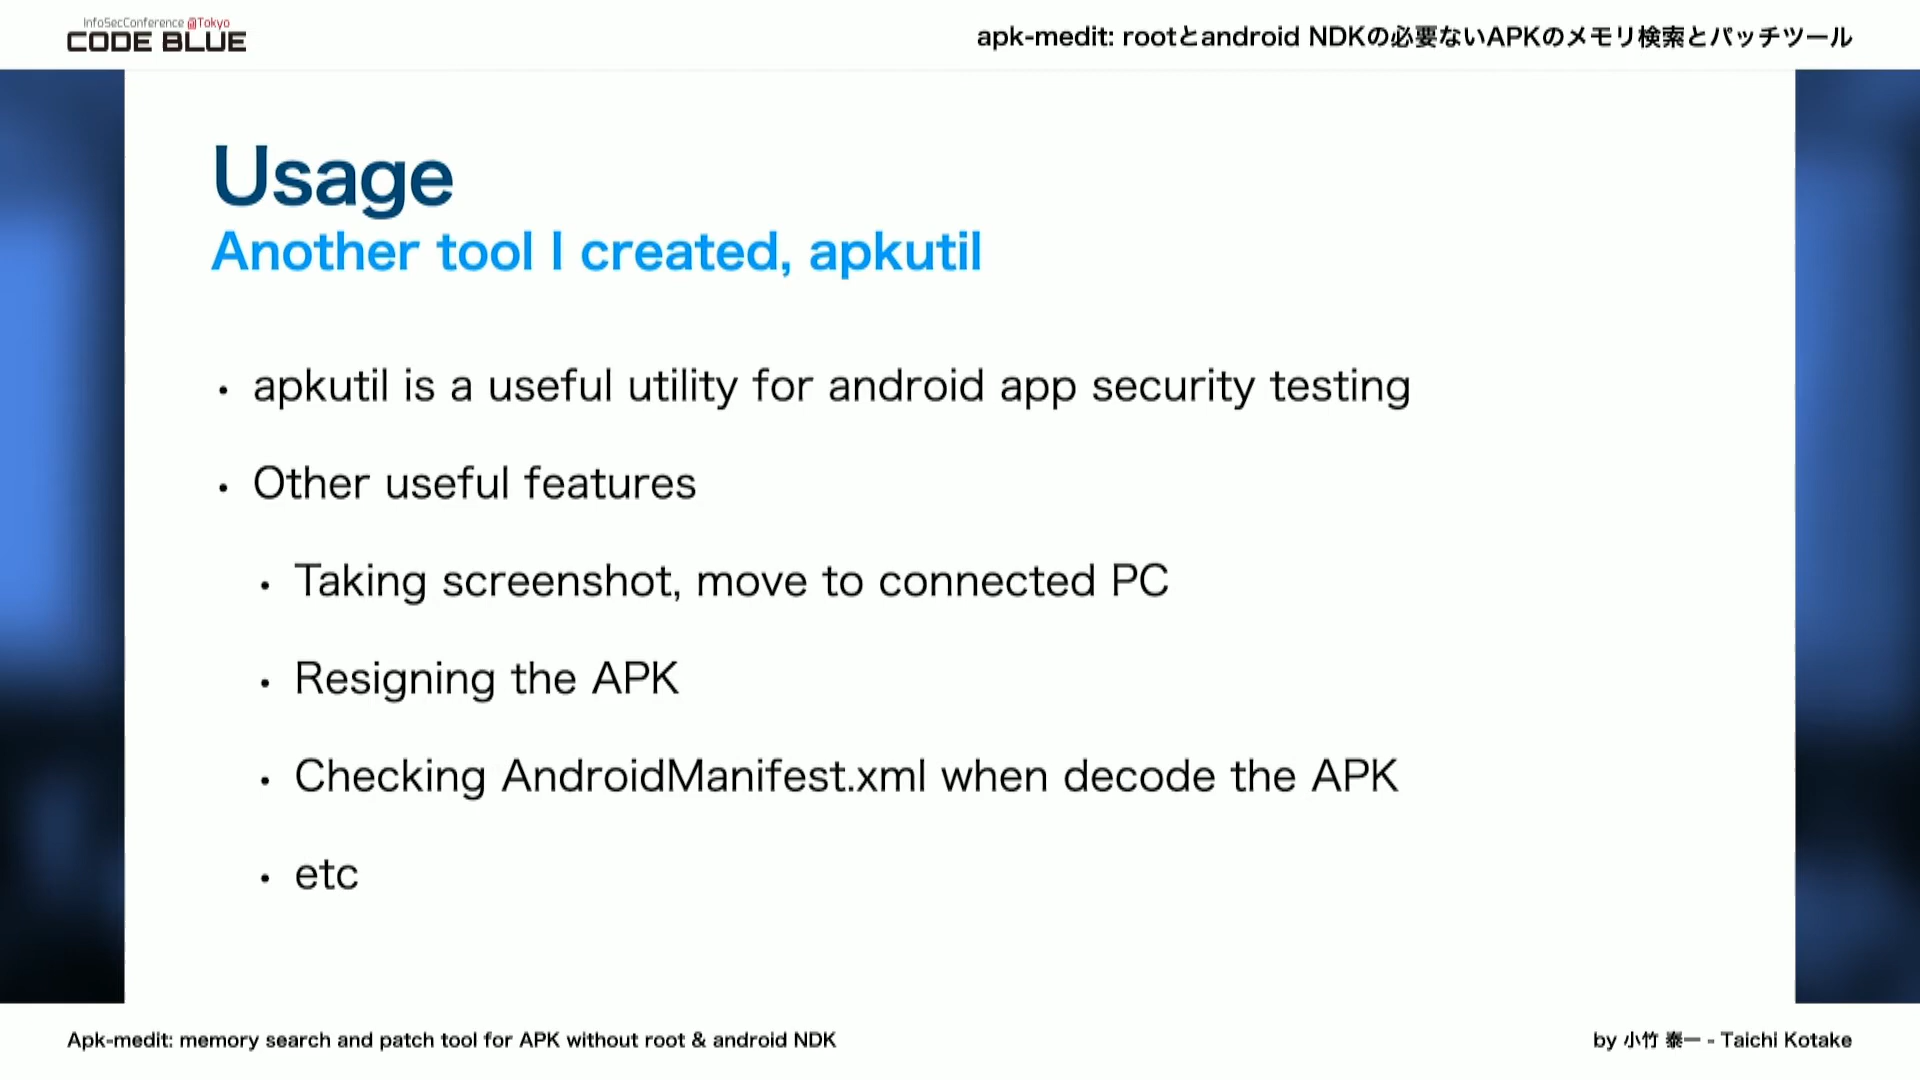 InfoSecConference @Tokyo
CODE BLUE
apk-medit: rootとandroid NDKの必要ないAPKのメモリ検索とパッチツール
Usage
Another tool I created, apkutil
• apkutil is a useful utility for android app security testing
• Other useful features
• Taking screenshot, move to connected PC
• Resigning the APK
• Checking AndroidManifest.xml when decode the APK
• etc
Apk-medit: memory search and patch tool for APK without root & android NDK
by 小竹 泰一 - Taichi Kotake